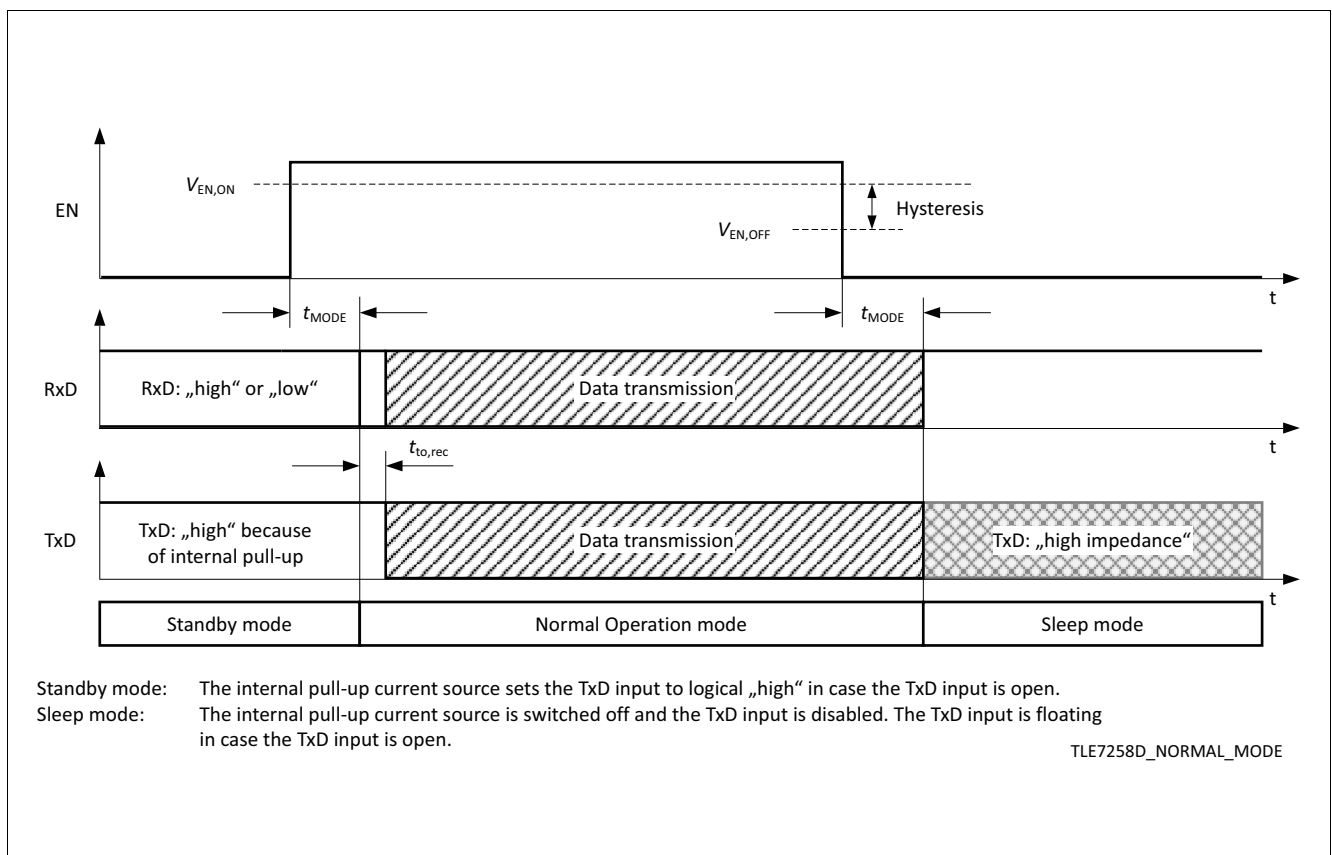 V_EN,ON
EN
Hysteresis
V_EN,OFF
t
t_MODE
t_MODE
RxD
RxD: „high“ or „low“
Data transmission
t
t_to,rec
TxD
TxD: „high“ because
of internal pull-up
Data transmission
TxD: „high impedance“
t
Standby mode
Normal Operation mode
Sleep mode
Standby mode: The internal pull-up current source sets the TxD input to logical „high“ in case the TxD input is open.
Sleep mode: The internal pull-up current source is switched off and the TxD input is disabled. The TxD input is floating
in case the TxD input is open.
TLE7258D_NORMAL_MODE